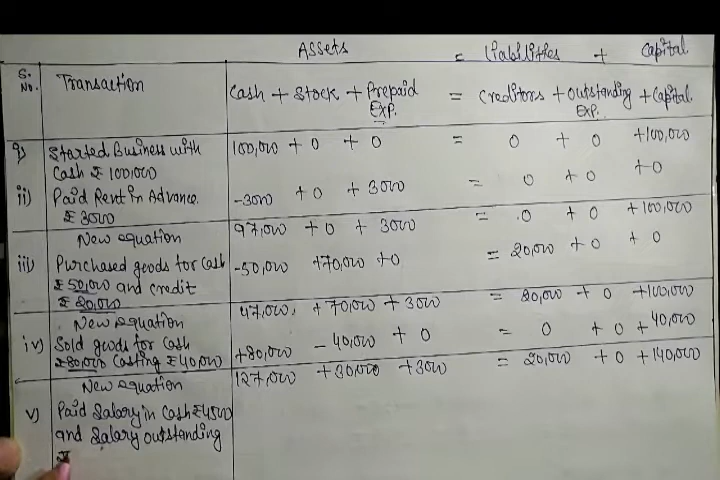 Assets = Liabilities + Capital
S. No. Transaction Cash + Stock + Prepaid Exp. = Creditors + Outstanding Exp. + Capital
i) Started Business with 100,000 + 0 + 0 = 0 + 0 +100,000
Cash ₹ 100,000
ii) Paid Rent in Advance. -3000 + 0 + 3000 = 0 + 0 +0
₹ 3000
New equation 97,000 + 0 + 3000 = 0 + 0 +100,000
iii) Purchased goods for Cash -50,000 +70,000 +0 = 20,000 + 0 + 0
₹ 50,000 and credit
₹ 20,000 47,000, + 70,000 + 3000 = 20,000 + 0 +100,000
New equation
iv) Sold goods for Cash +80,000 - 40,000 + 0 = 0 + 0 + 40,000
₹80,000 Costing ₹ 40,000
New equation 127,000 +30,000 +3000 = 20,000 + 0 +140,000
v) Paid Salary in Cash ₹4500
and Salary outstanding
₹